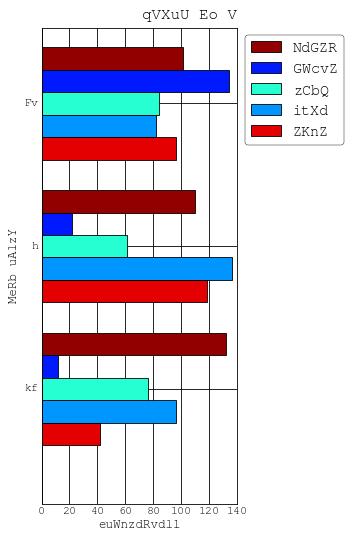 qVXuU Eo V
NdGZR
GWcvZ
zCbQ
itXd
ZKnZ
Fv
h
kf
MeRb uAlzY
0 20 40 60 80 100 120 140
euWnzdRvdll